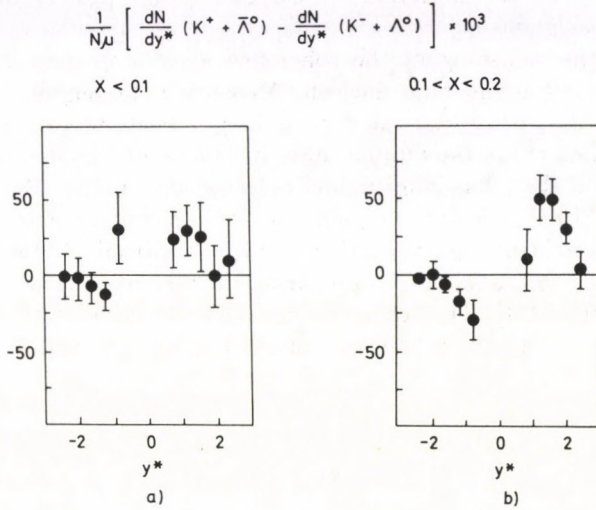 1/Nμ [ dN/dy* (K⁺ + Λ̄°) - dN/dy* (K⁻ + Λ°) ] × 10³
X < 0.1
0.1 < X < 0.2
50
0
-50
-2 0 2
y*
a)
50
0
-50
-2 0 2
y*
b)